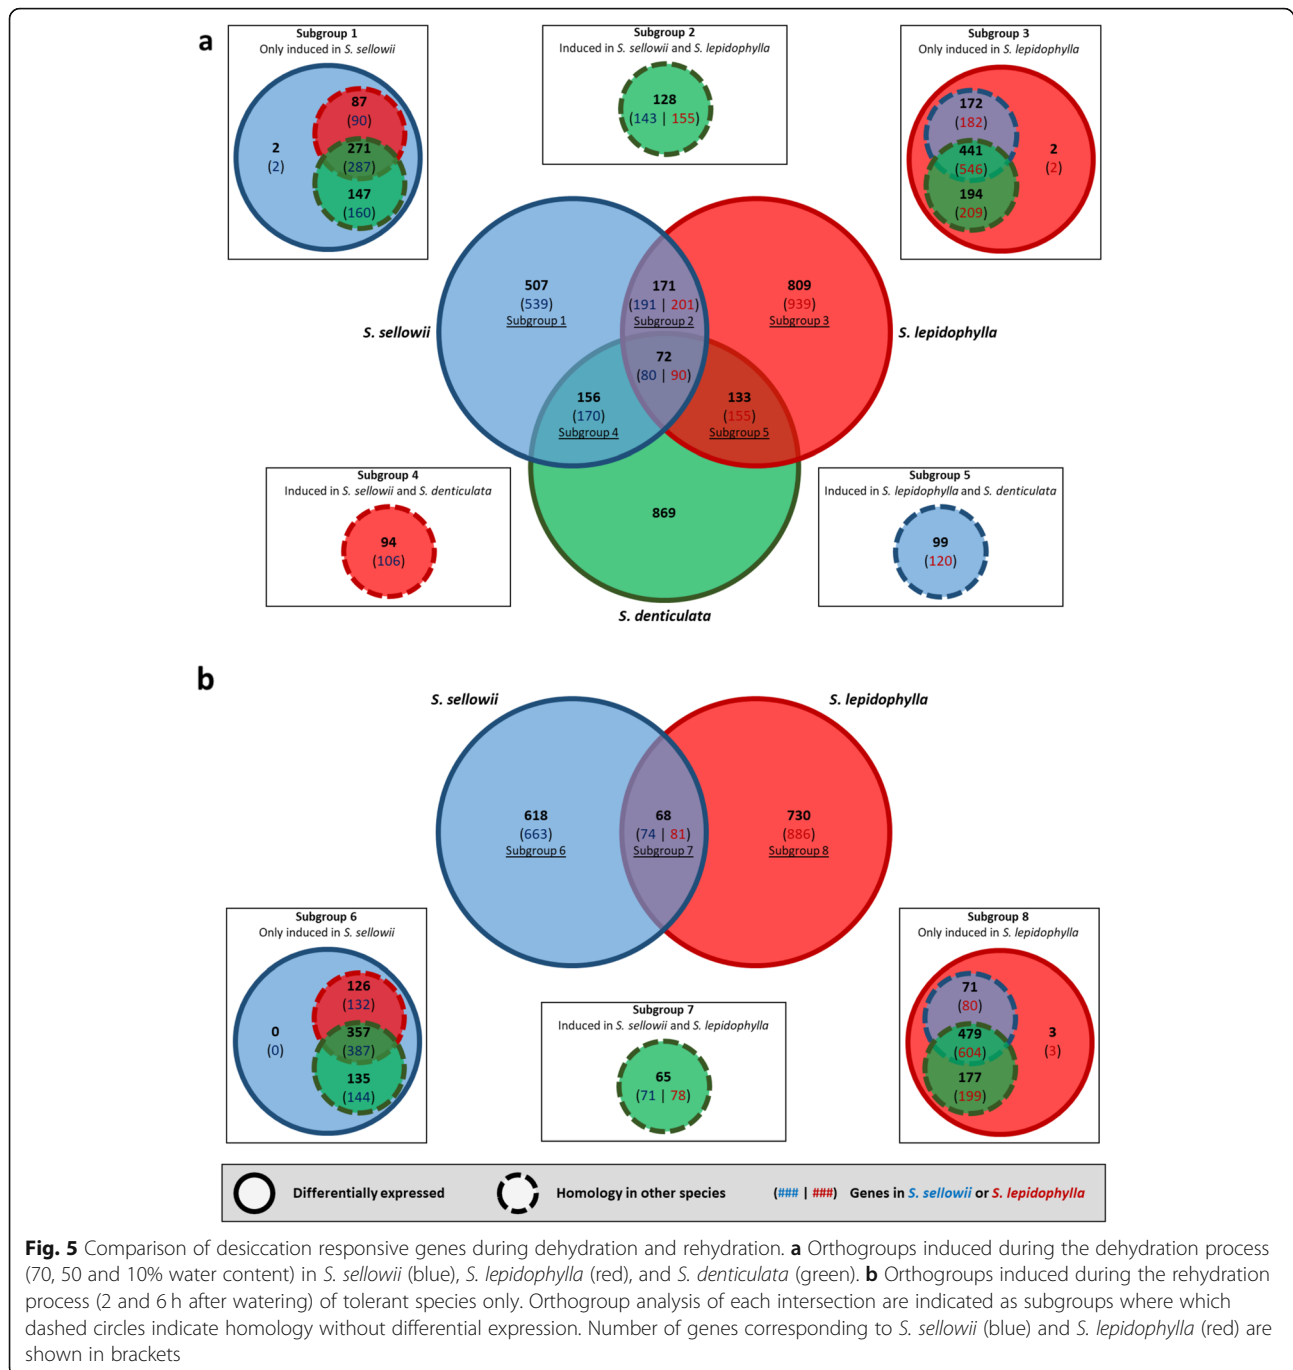 a
Subgroup 1
Only induced in S. sellowii
87
(90)
2
(2)
271
(287)
147
(160)
Subgroup 2
Induced in S. sellowii and S. lepidophylla
128
(143 | 155)
Subgroup 3
Only induced in S. lepidophylla
172
(182)
441
(546)
2
(2)
194
(209)
S. sellowii
S. lepidophylla
507
(539)
Subgroup 1
171
(191 | 201)
Subgroup 2
809
(939)
Subgroup 3
72
(80 | 90)
156
(170)
Subgroup 4
133
(155)
Subgroup 5
869
S. denticulata
Subgroup 4
Induced in S. sellowii and S. denticulata
94
(106)
Subgroup 5
Induced in S. lepidophylla and S. denticulata
99
(120)
b
S. sellowii
S. lepidophylla
618
(663)
Subgroup 6
68
(74 | 81)
Subgroup 7
730
(886)
Subgroup 8
Subgroup 6
Only induced in S. sellowii
126
(132)
0
(0)
357
(387)
135
(144)
Subgroup 7
Induced in S. sellowii and S. lepidophylla
65
(71 | 78)
Subgroup 8
Only induced in S. lepidophylla
71
(80)
479
(604)
3
(3)
177
(199)
Differentially expressed
Homology in other species
(### | ###) Genes in S. sellowii or S. lepidophylla
Fig. 5 Comparison of desiccation responsive genes during dehydration and rehydration. a Orthogroups induced during the dehydration process
(70, 50 and 10% water content) in S. sellowii (blue), S. lepidophylla (red), and S. denticulata (green). b Orthogroups induced during the rehydration
process (2 and 6 h after watering) of tolerant species only. Orthogroup analysis of each intersection are indicated as subgroups where which
dashed circles indicate homology without differential expression. Number of genes corresponding to S. sellowii (blue) and S. lepidophylla (red) are
shown in brackets